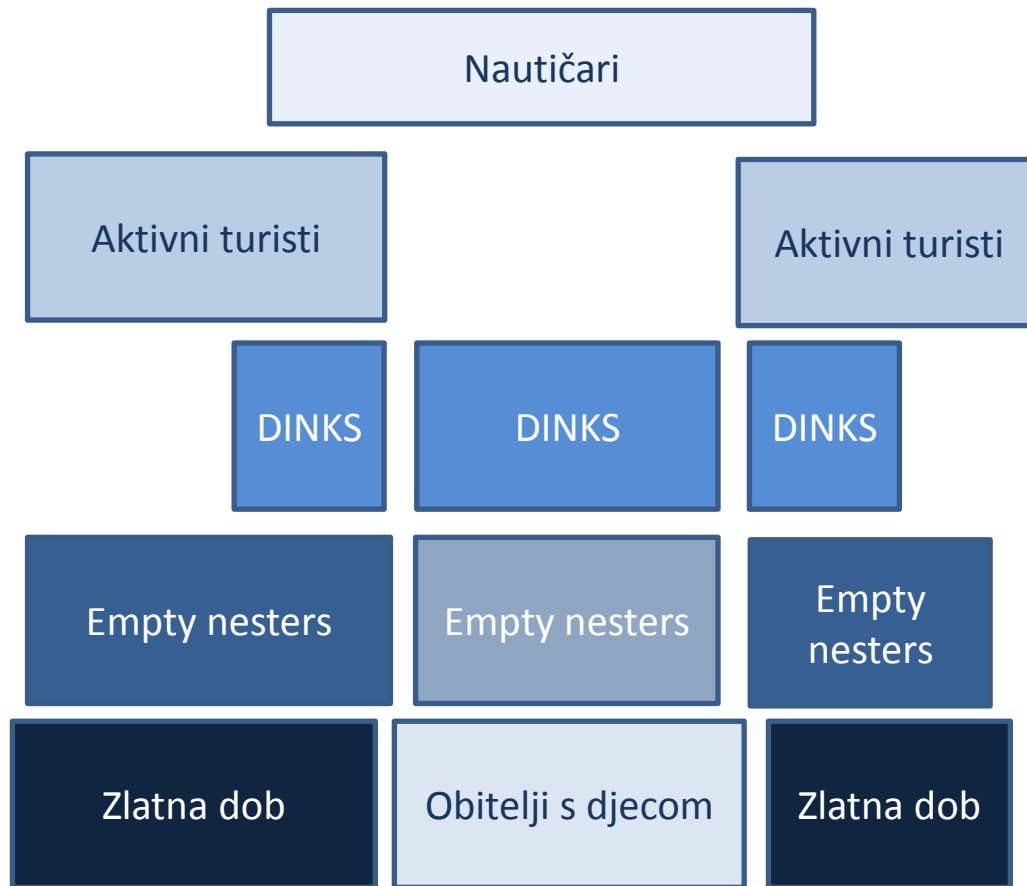 Nautičari
Aktivni turisti
Aktivni turisti
DINKS
DINKS
DINKS
Empty nesters
Empty nesters
Empty
nesters
Zlatna dob
Obitelji s djecom
Zlatna dob